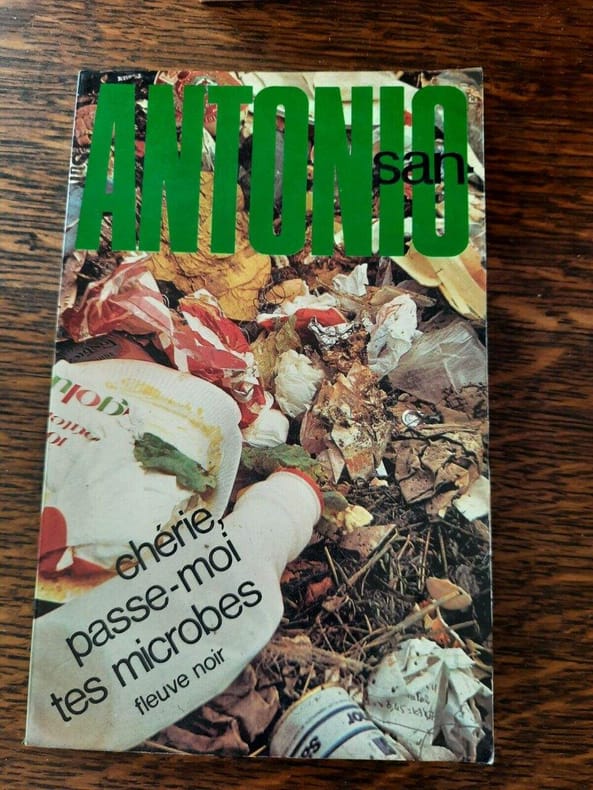 ANTONIO
san-
chérie,
passe-moi
tes microbes
fleuve noir